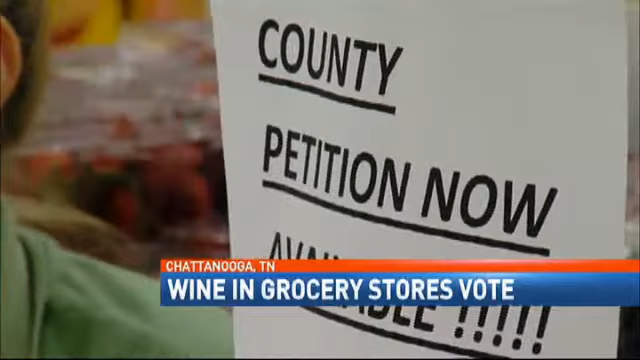 COUNTY
PETITION NOW
CHATTANOOGA, TN
WINE IN GROCERY STORES VOTE
!!!!!